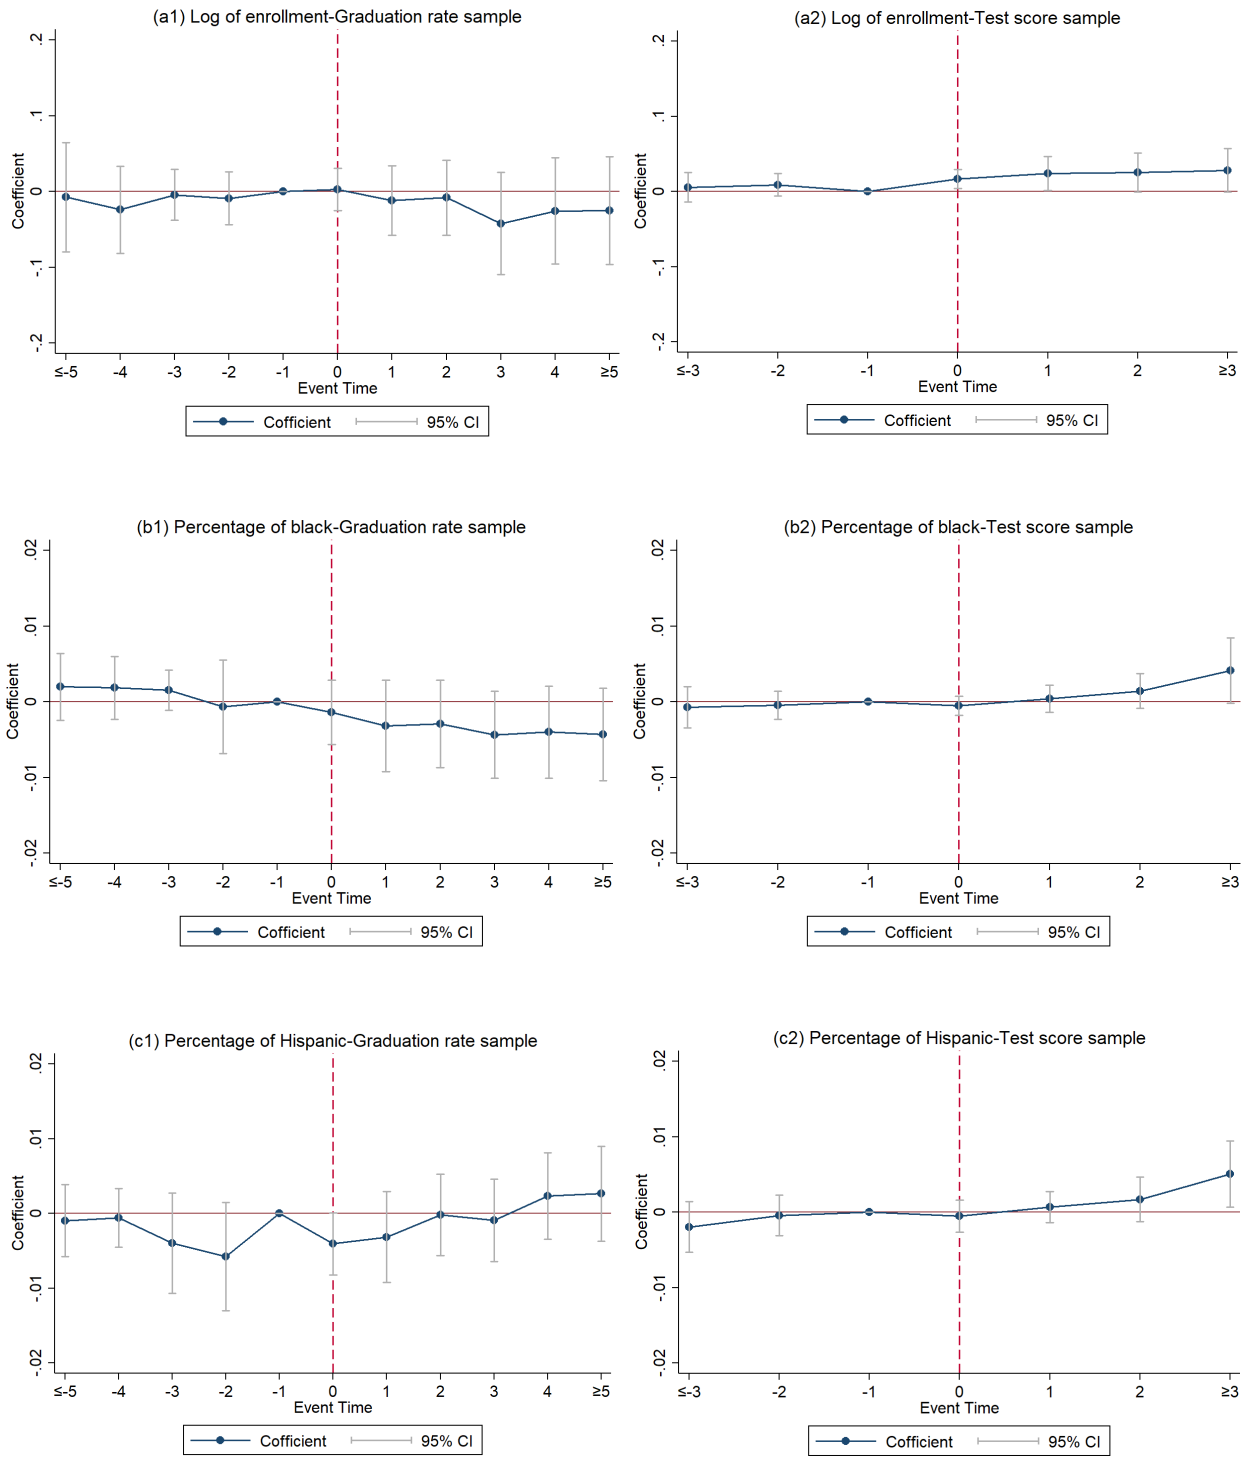 (a1) Log of enrollment-Graduation rate sample
Coefficient
.2
.1
0
-.1
-.2
≤-5 -4 -3 -2 -1 0 1 2 3 4 ≥5
Event Time
Cofficient 95% CI
(a2) Log of enrollment-Test score sample
Coefficient
.2
.1
0
-.1
-.2
≤-3 -2 -1 0 1 2 ≥3
Event Time
Cofficient 95% CI
(b1) Percentage of black-Graduation rate sample
Coefficient
.02
.01
0
-.01
-.02
≤-5 -4 -3 -2 -1 0 1 2 3 4 ≥5
Event Time
Cofficient 95% CI
(b2) Percentage of black-Test score sample
Coefficient
.02
.01
0
-.01
-.02
≤-3 -2 -1 0 1 2 ≥3
Event Time
Cofficient 95% CI
(c1) Percentage of Hispanic-Graduation rate sample
Coefficient
.02
.01
0
-.01
-.02
≤-5 -4 -3 -2 -1 0 1 2 3 4 ≥5
Event Time
Cofficient 95% CI
(c2) Percentage of Hispanic-Test score sample
Coefficient
.02
.01
0
-.01
-.02
≤-3 -2 -1 0 1 2 ≥3
Event Time
Cofficient 95% CI